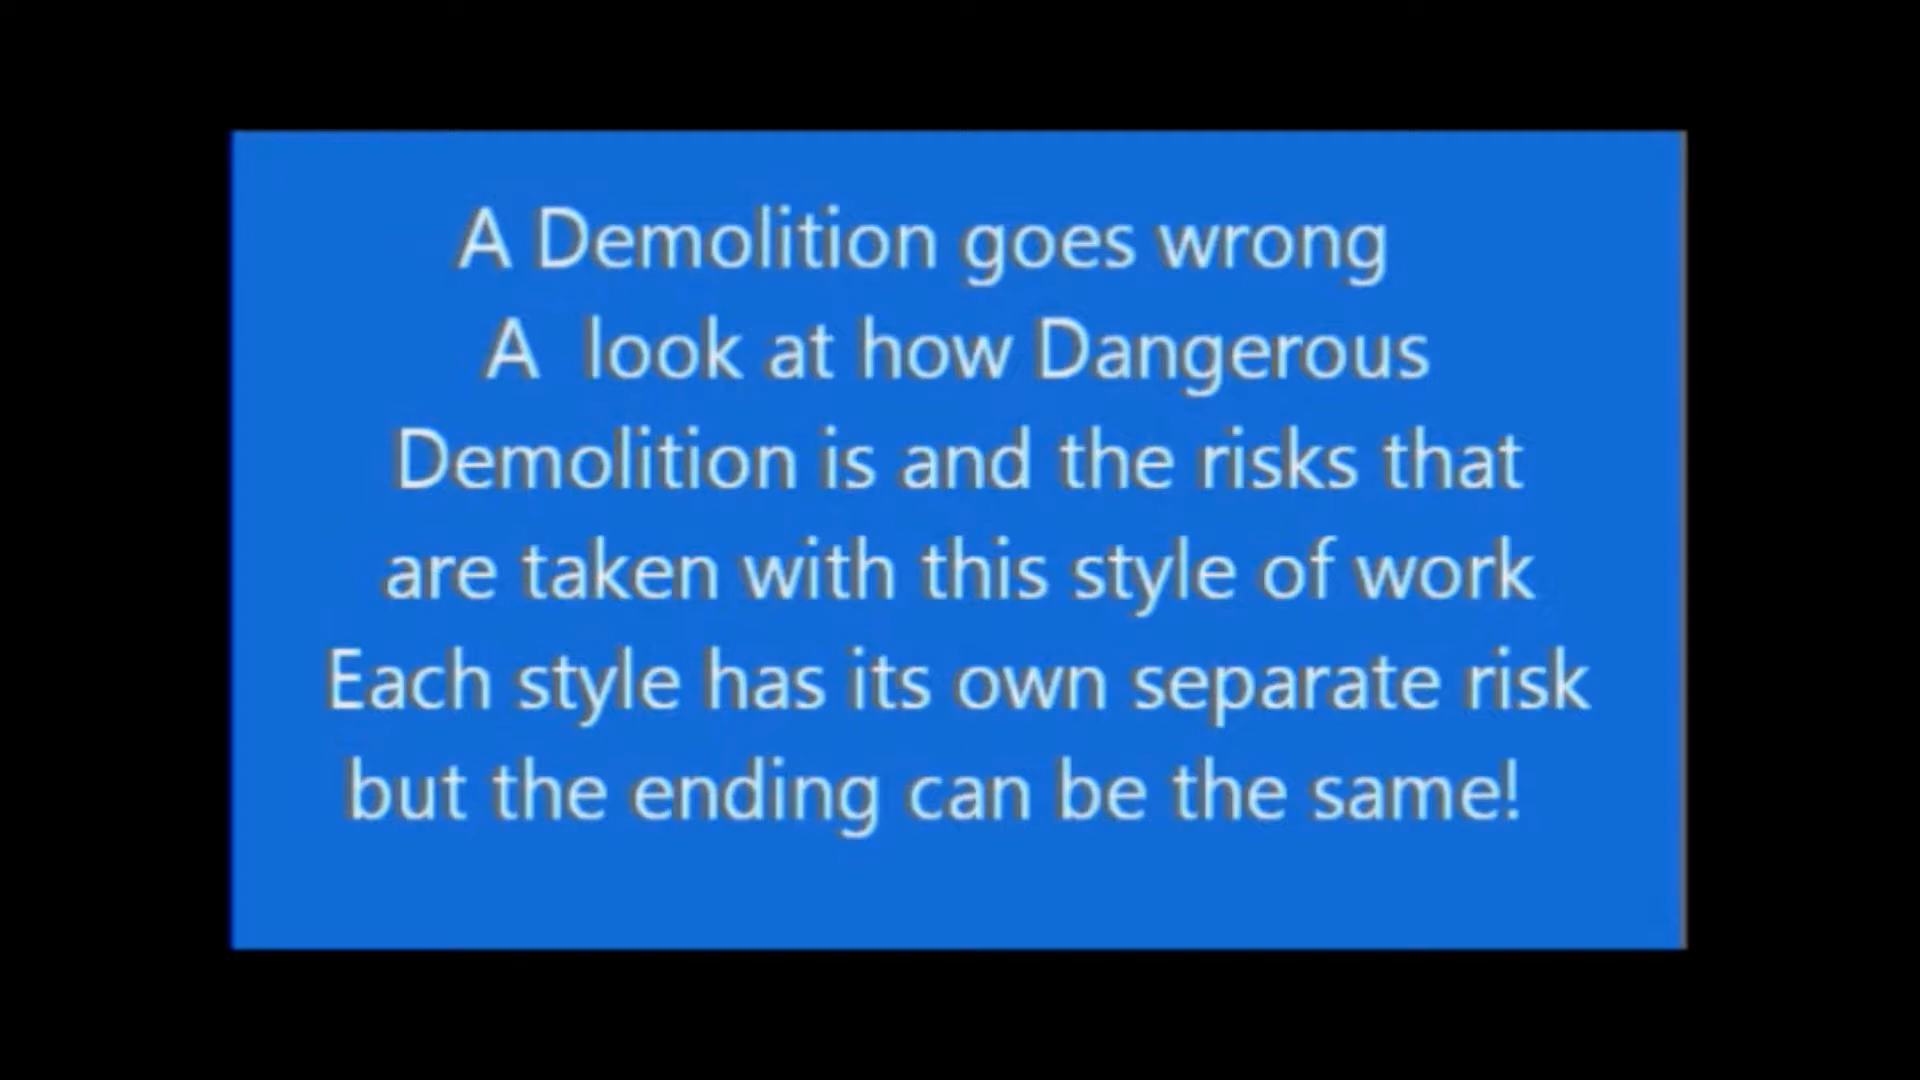 A Demolition goes wrong
A  look at how Dangerous
Demolition is and the risks that
are taken with this style of work
Each style has its own separate risk
but the ending can be the same!